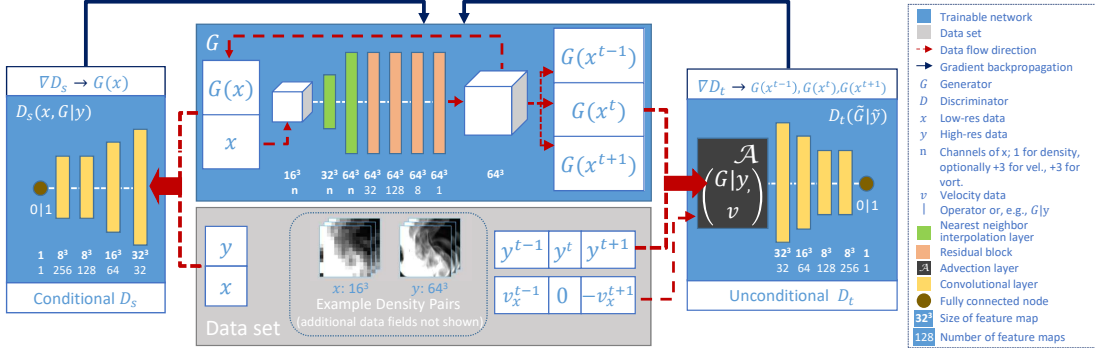 ∇D_s → G(x)
D_s(x, G|y)
0|1
1 8³ 8³ 16³ 32³
1 256 128 64 32
Conditional D_s
G
G(x)
x
16³ 32³ 64³ 64³ 64³ 64³ 64³
n n n 32 128 8 1
64³
G(x^{t−1})
G(x^t)
G(x^{t+1})
y
x
Data set
x: 16³ y: 64³
Example Density Pairs
(additional data fields not shown)
y^{t−1} y^t y^{t+1}
v_x^{t−1} 0 −v_x^{t+1}
∇D_t → G(x^{t−1}), G(x^t), G(x^{t+1})
D_t(G̃|ỹ)
𝒜
(G|y,
v)
0|1
32³ 16³ 8³ 8³ 1
32 64 128 256 1
Unconditional D_t
Trainable network
Data set
Data flow direction
Gradient backpropagation
G Generator
D Discriminator
x Low-res data
y High-res data
n Channels of x; 1 for density,
optionally +3 for vel., +3 for
vort.
v Velocity data
| Operator or, e.g., G|y
Nearest neighbor
interpolation layer
Residual block
𝒜 Advection layer
Convolutional layer
Fully connected node
32³ Size of feature map
128 Number of feature maps